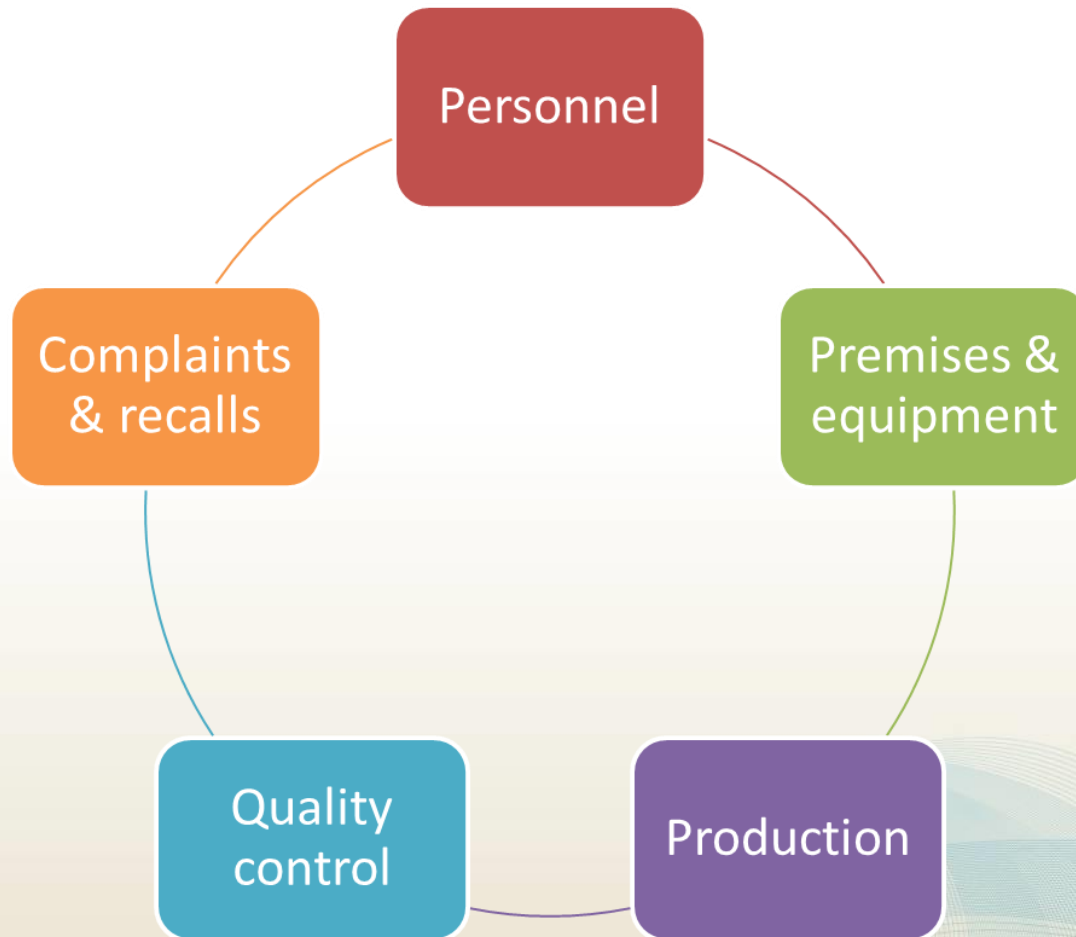 Personnel
Premises &
equipment
Production
Quality
control
Complaints
& recalls